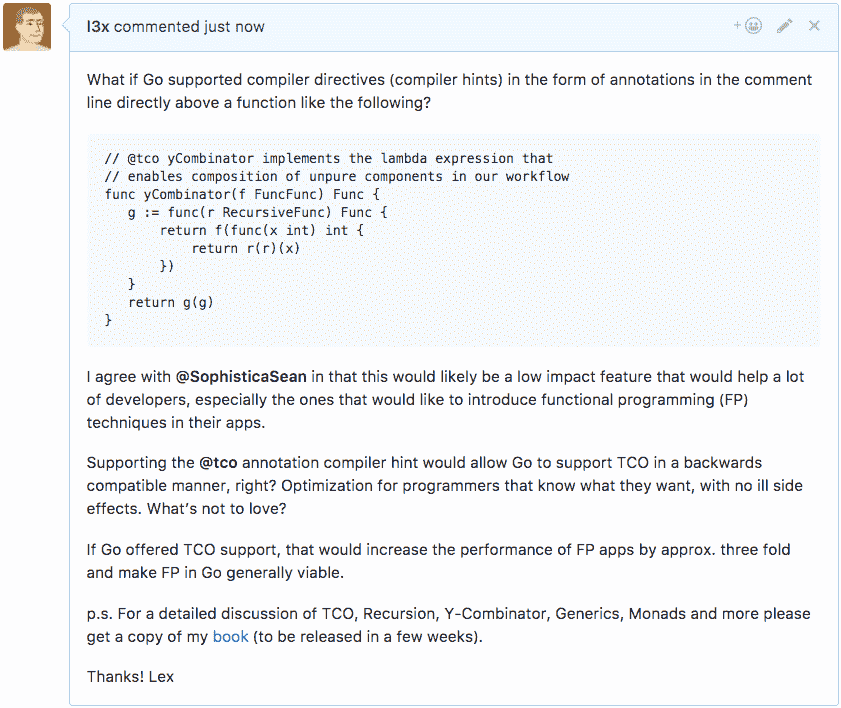 l3x commented just now
What if Go supported compiler directives (compiler hints) in the form of annotations in the comment
line directly above a function like the following?
// @tco yCombinator implements the lambda expression that
// enables composition of unpure components in our workflow
func yCombinator(f FuncFunc) Func {
   g := func(r RecursiveFunc) Func {
       return f(func(x int) int {
           return r(r)(x)
       })
   }
   return g(g)
}
I agree with @SophisticaSean in that this would likely be a low impact feature that would help a lot
of developers, especially the ones that would like to introduce functional programming (FP)
techniques in their apps.
Supporting the @tco annotation compiler hint would allow Go to support TCO in a backwards
compatible manner, right? Optimization for programmers that know what they want, with no ill side
effects. What's not to love?
If Go offered TCO support, that would increase the performance of FP apps by approx. three fold
and make FP in Go generally viable.
p.s. For a detailed discussion of TCO, Recursion, Y-Combinator, Generics, Monads and more please
get a copy of my book (to be released in a few weeks).
Thanks! Lex